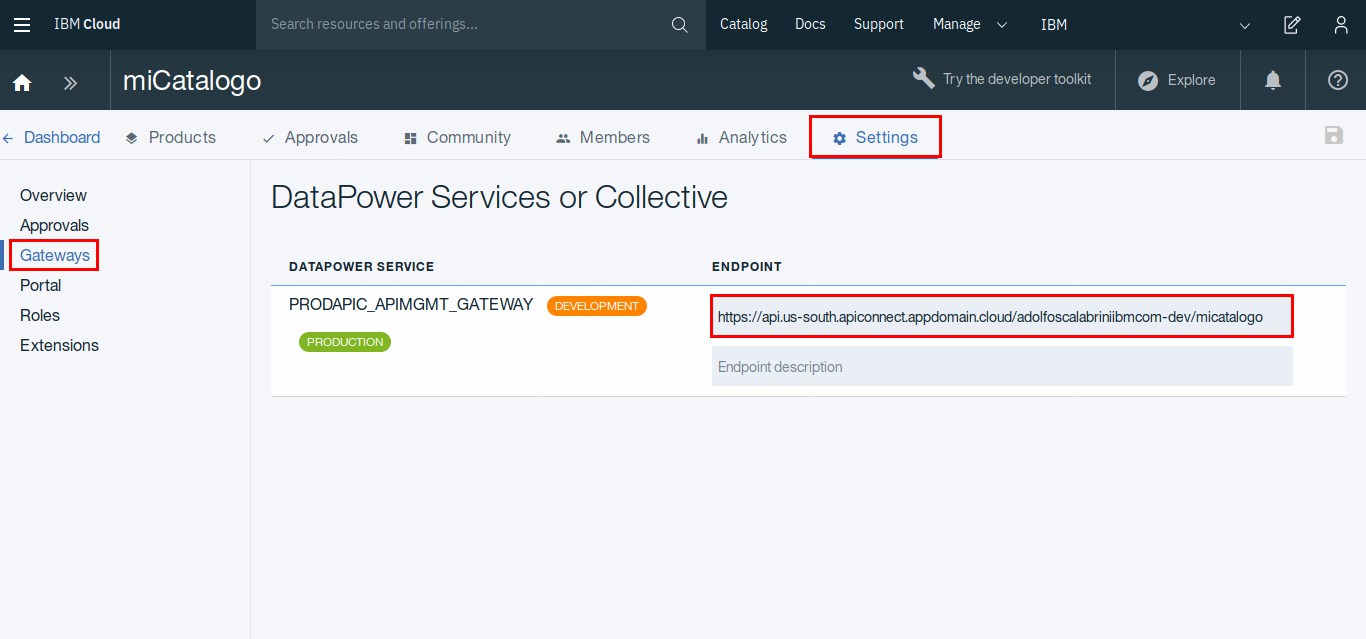 IBM Cloud
Search resources and offerings...
Catalog
Docs
Support
Manage
IBM
miCatalogo
Try the developer toolkit
Explore
Dashboard
Products
Approvals
Community
Members
Analytics
Settings
Overview
Approvals
Gateways
Portal
Roles
Extensions
DataPower Services or Collective
DATAPOWER SERVICE
ENDPOINT
PRODAPIC_APIMGMT_GATEWAY
DEVELOPMENT
PRODUCTION
https://api.us-south.apiconnect.appdomain.cloud/adolfoscalabriniibmcom-dev/micatalogo
Endpoint description